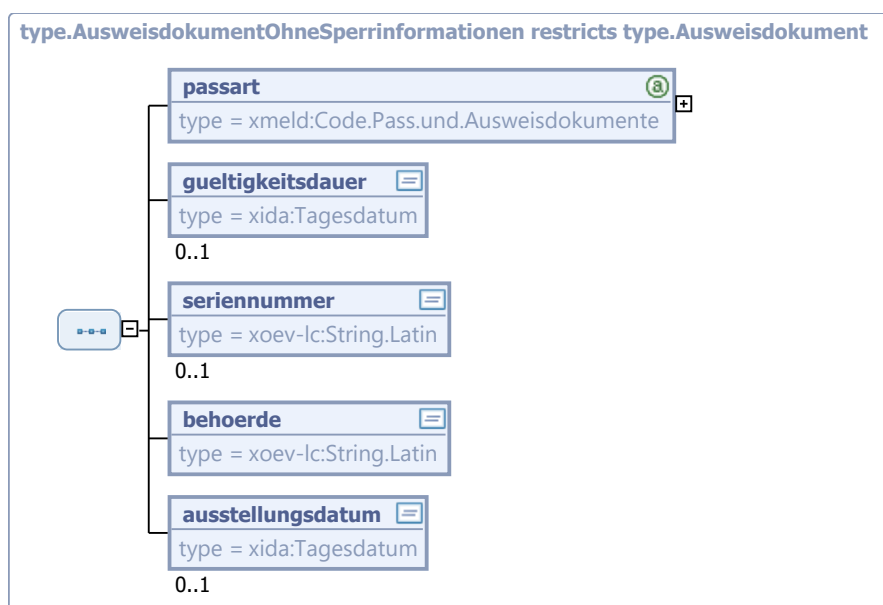 type.AusweisdokumentOhneSperrinformationen restricts type.Ausweisdokument
passart
type = xmeld:Code.Pass.und.Ausweisdokumente
gueltigkeitsdauer
type = xida:Tagesdatum
0..1
seriennummer
type = xoev-lc:String.Latin
0..1
behoerde
type = xoev-lc:String.Latin
ausstellungsdatum
type = xida:Tagesdatum
0..1